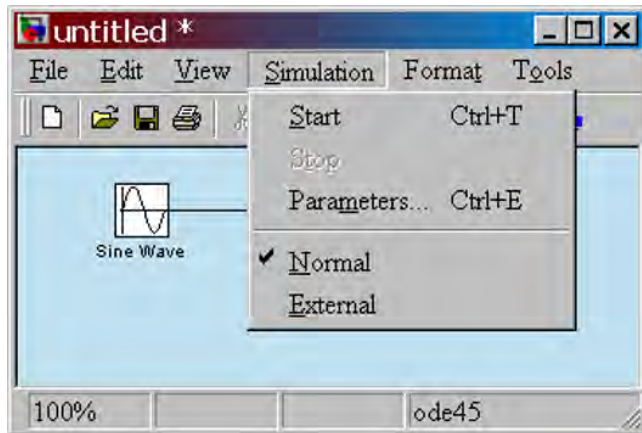 untitled *
File Edit View Simulation Format Tools
Start Ctrl+T
Stop
Parameters... Ctrl+E
Sine Wave
Normal
External
100% ode45